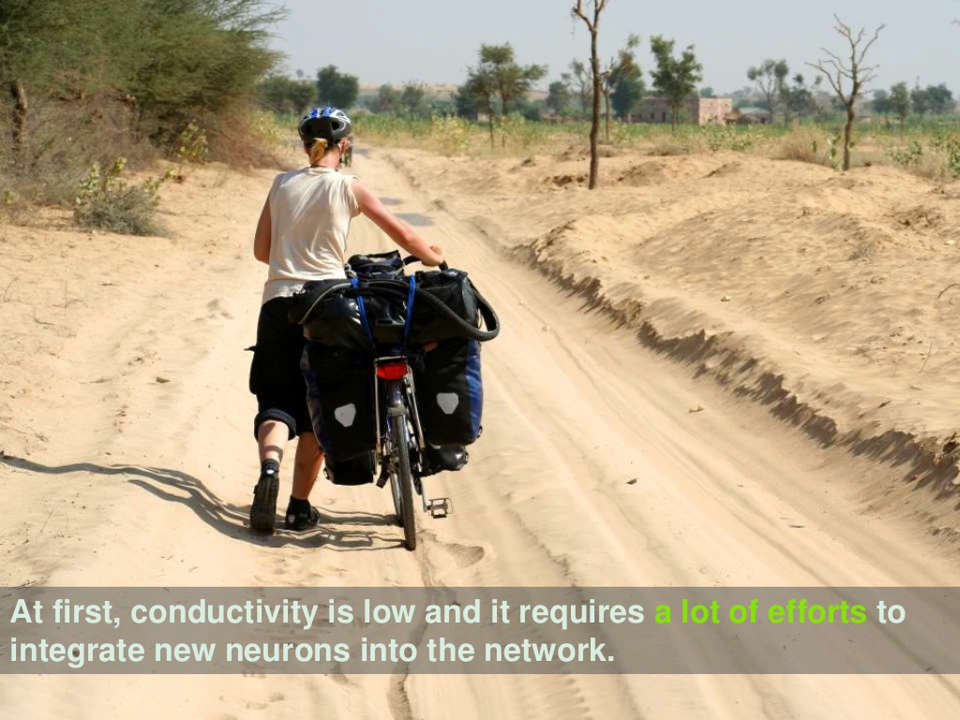 At first, conductivity is low and it requires a lot of efforts to
integrate new neurons into the network.